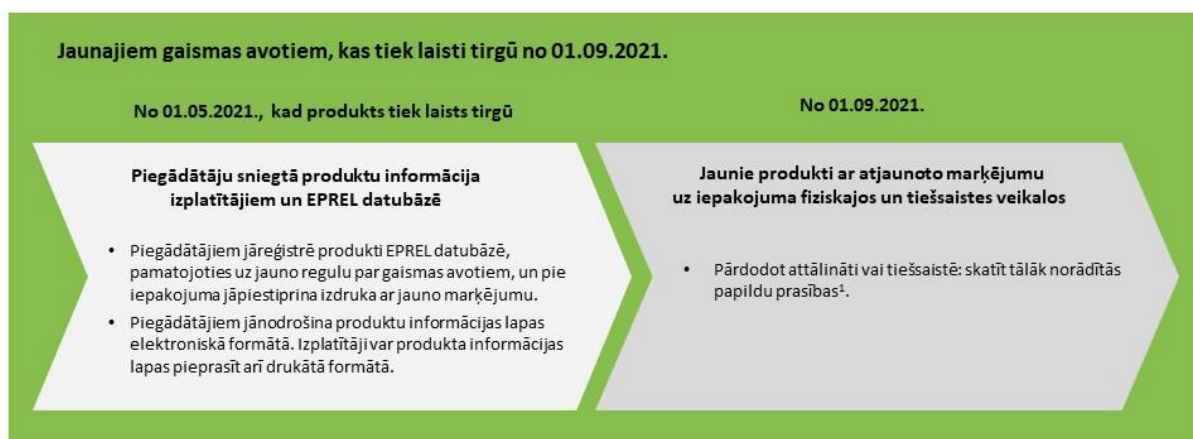 Jaunajiem gaismas avotiem, kas tiek laisti tirgū no 01.09.2021.
No 01.05.2021., kad produkts tiek laists tirgū
Piegādātāju sniegtā produktu informācija
izplatītājiem un EPREL datubāzē
• Piegādātājiem jāreģistrē produkti EPREL datubāzē,
pamatojoties uz jauno regulu par gaismas avotiem, un pie
iepakojuma jāpiestiprina izdruka ar jauno marķējumu.
• Piegādātājiem jānodrošina produktu informācijas lapas
elektroniskā formātā. Izplatītāji var produkta informācijas
lapas pieprasīt arī drukātā formātā.
No 01.09.2021.
Jaunie produkti ar atjaunoto marķējumu
uz iepakojuma fiziskajos un tiešsaistes veikalos
• Pārdodot attālināti vai tiešsaistē: skatīt tālāk norādītās
papildu prasības¹.